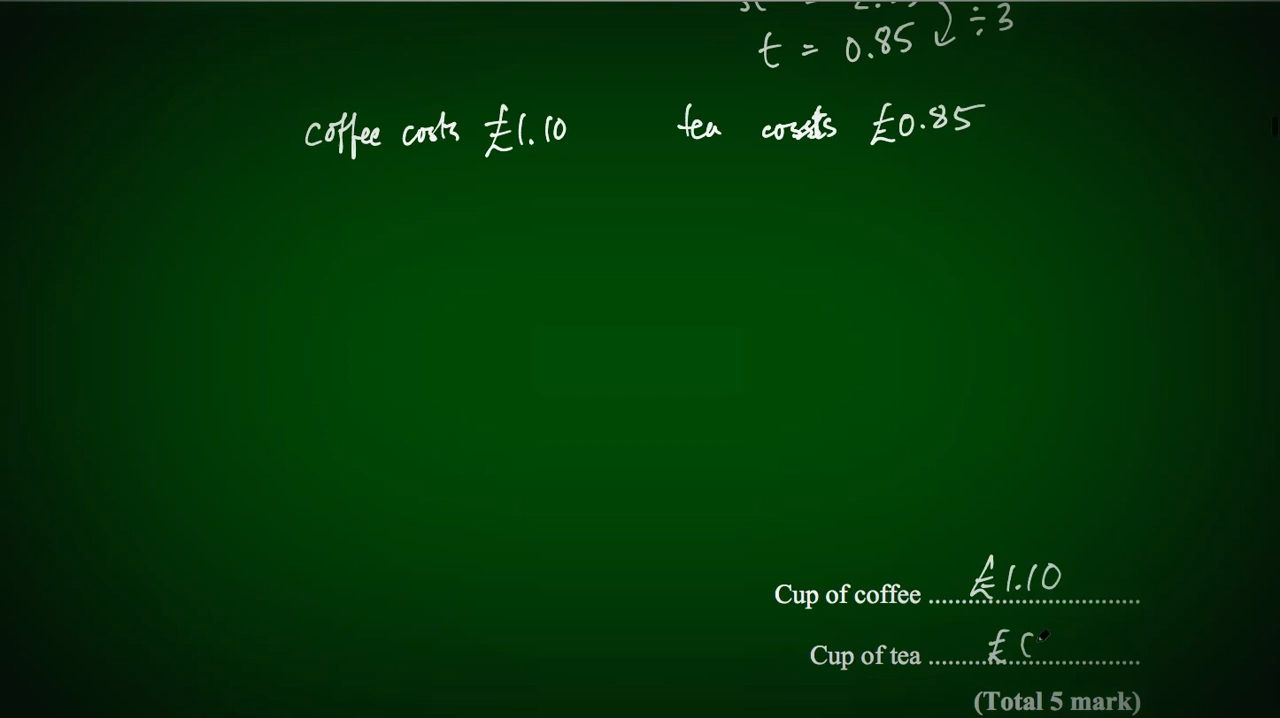 ÷3
t = 0.85
coffee costs £1.10 tea costs £0.85
Cup of coffee ........£1.10........
Cup of tea ........£0........
(Total 5 mark)